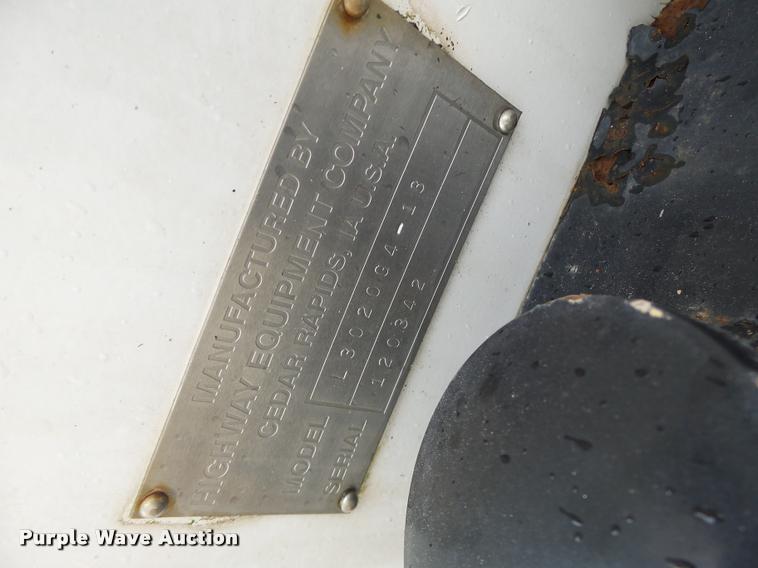 MANUFACTURED BY
HIGHWAY EQUIPMENT COMPANY
CEDAR RAPIDS, IA U.S.A.
MODEL L3020G4-13
SERIAL 120342
Purple Wave Auction